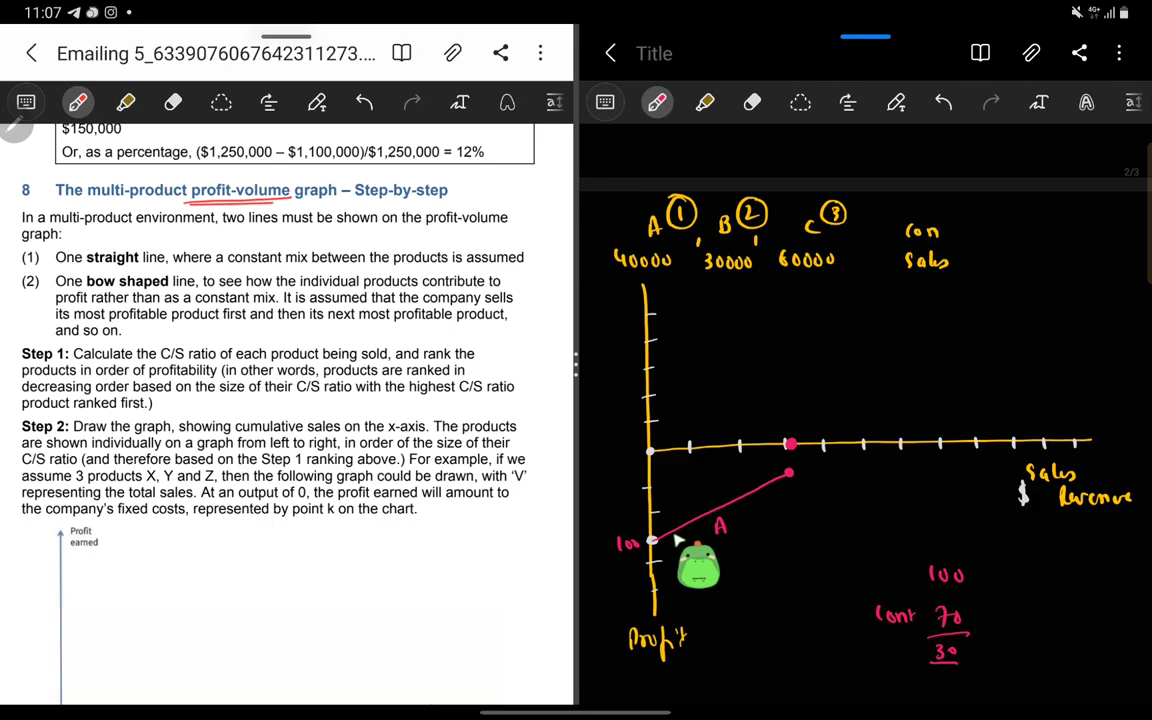 11:07
4G+
Emailing 5_6339076067642311273....
Title
$150,000
Or, as a percentage, ($1,250,000 – $1,100,000)/$1,250,000 = 12%
8 The multi-product profit-volume graph – Step-by-step
In a multi-product environment, two lines must be shown on the profit-volume
graph:
(1) One straight line, where a constant mix between the products is assumed
(2) One bow shaped line, to see how the individual products contribute to
profit rather than as a constant mix. It is assumed that the company sells
its most profitable product first and then its next most profitable product,
and so on.
Step 1: Calculate the C/S ratio of each product being sold, and rank the
products in order of profitability (in other words, products are ranked in
decreasing order based on the size of their C/S ratio with the highest C/S ratio
product ranked first.)
Step 2: Draw the graph, showing cumulative sales on the x-axis. The products
are shown individually on a graph from left to right, in order of the size of their
C/S ratio (and therefore based on the Step 1 ranking above.) For example, if we
assume 3 products X, Y and Z, then the following graph could be drawn, with 'V'
representing the total sales. At an output of 0, the profit earned will amount to
the company's fixed costs, represented by point k on the chart.
Profit
earned
2/3
A 1 B 2 C 3 Con
40000 , 30000 , 60000 Sales
Sales
$ Revenue
A
100
Profit
100
Cont 70
30